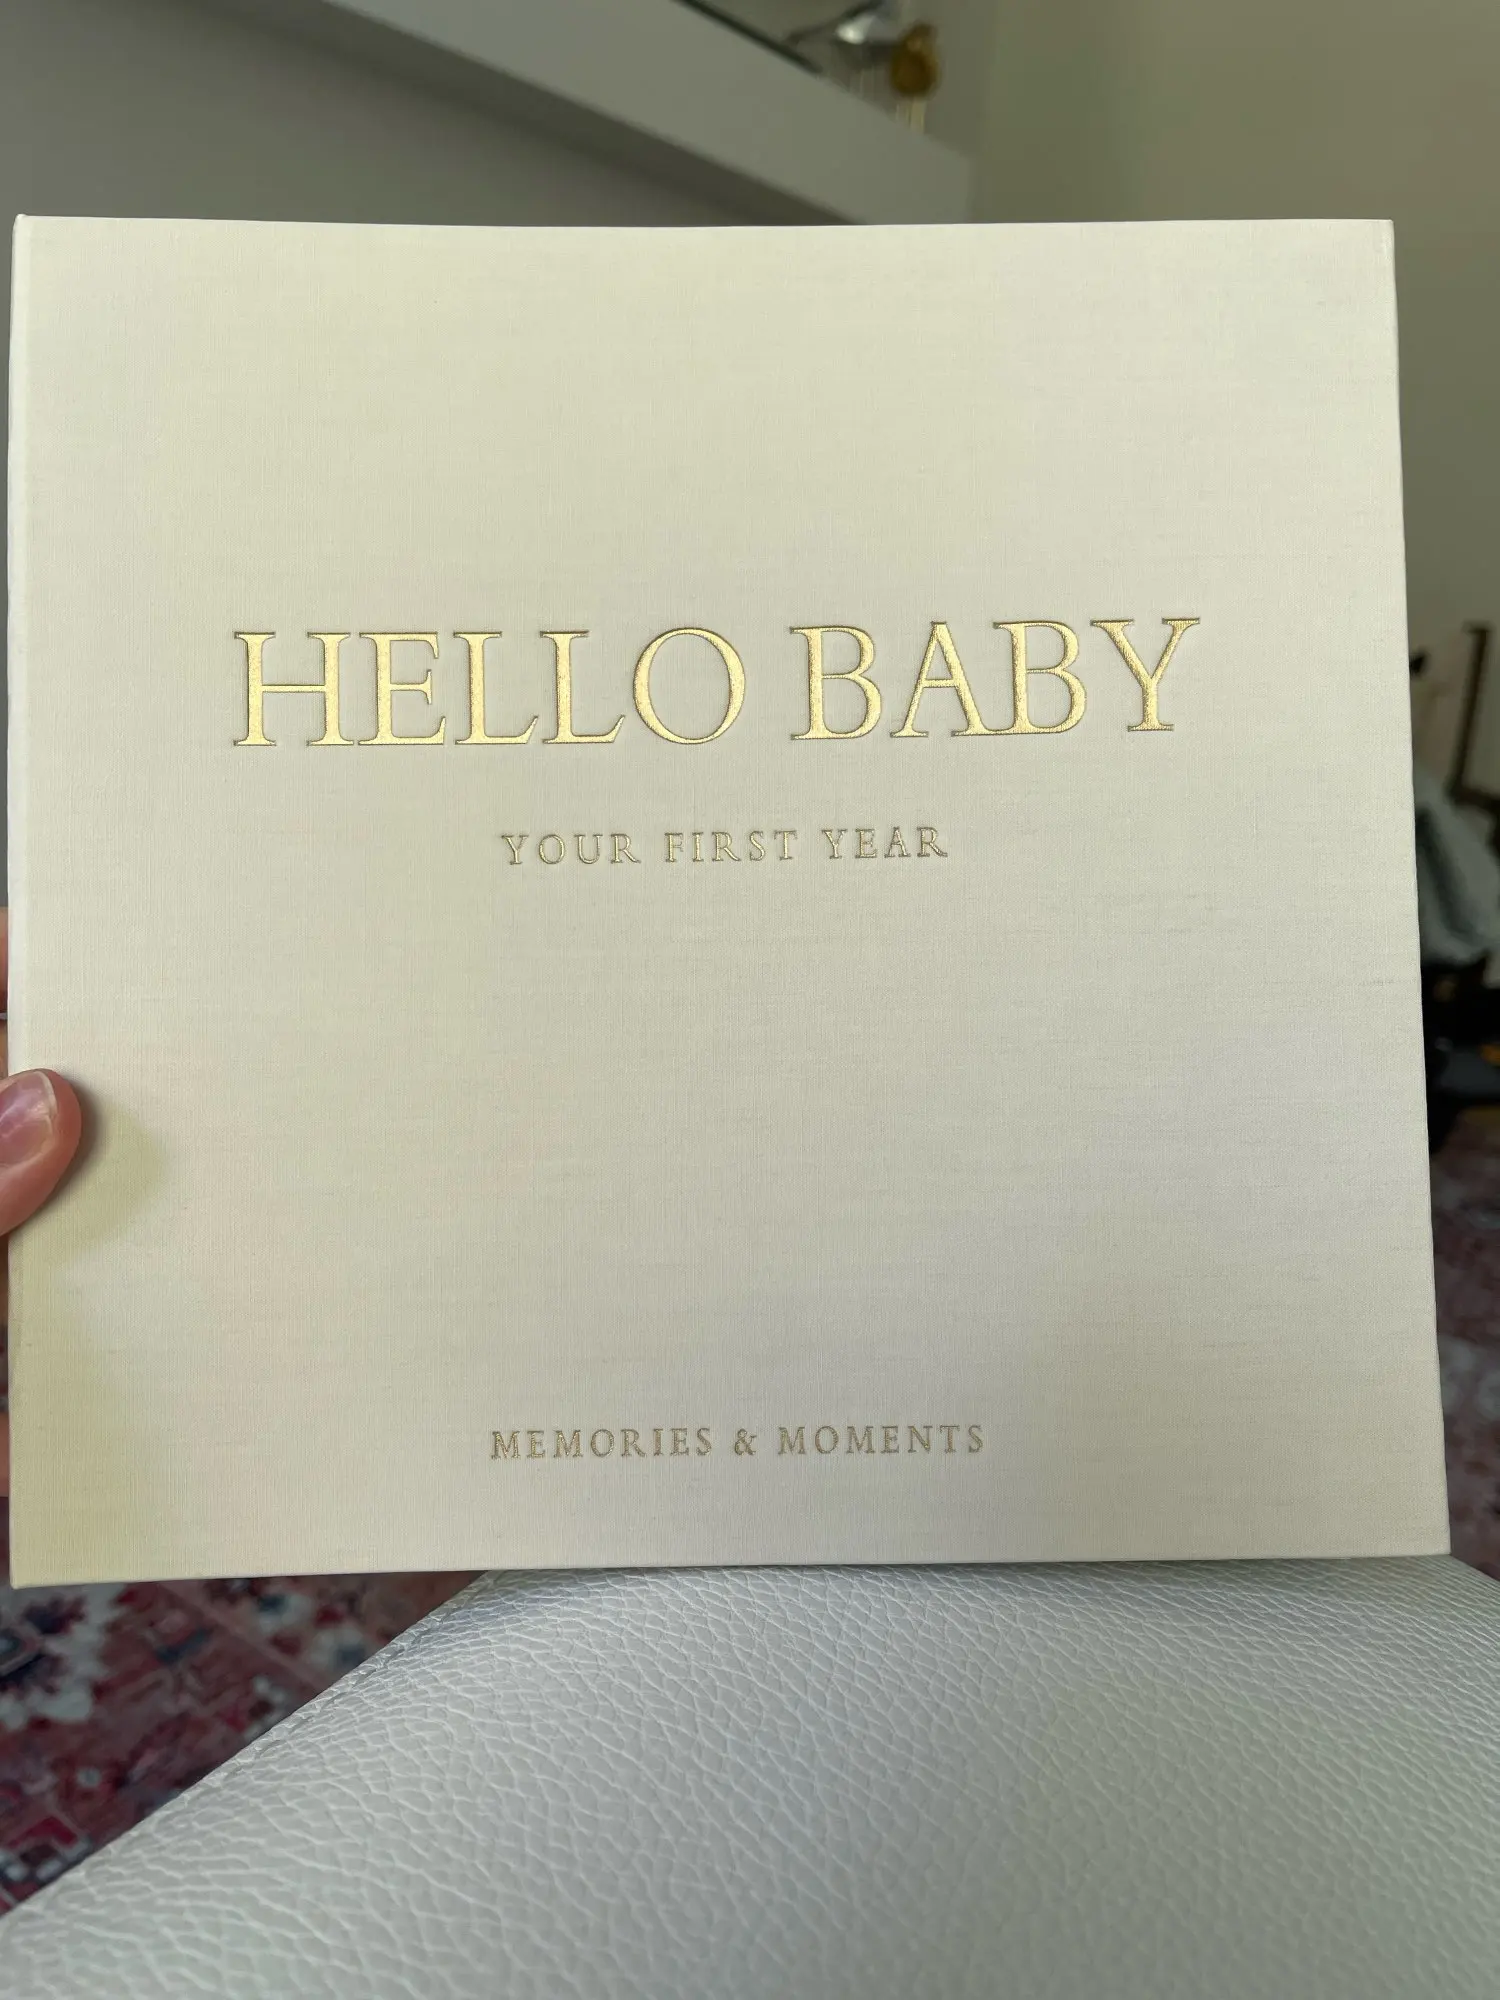 HELLO BABY
YOUR FIRST YEAR
MEMORIES & MOMENTS